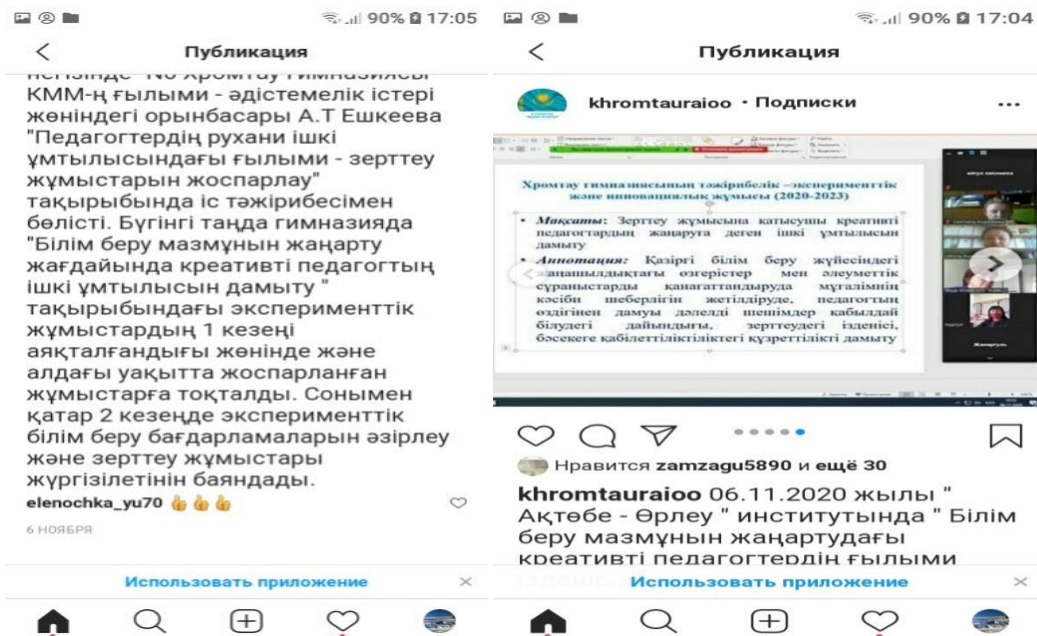 90% 17:05
Публикация
КММ-ң ғылыми - әдістемелік істері
жөніндегі орынбасары А.Т Ешкеева
"Педагогтердің рухани ішкі
ұмтылысындағы ғылыми - зерттеу
жұмыстарын жоспарлау"
тақырыбында іс тәжірибесімен
бөлісті. Бүгінгі таңда гимназияда
"Білім беру мазмұнын жаңарту
жағдайында креативті педагогтың
ішкі ұмтылысын дамыту "
тақырыбындағы эксперименттік
жұмыстардың 1 кезеңі
аяқталғандығы жөнінде және
алдағы уақытта жоспарланған
жұмыстарға тоқталды. Сонымен
қатар 2 кезеңде эксперименттік
білім беру бағдарламаларын әзірлеу
және зерттеу жұмыстары
жүргізілетінін баяндады.
elenochka_yu70 👍👍👍
6 НОЯБРЯ
Использовать приложение ×
90% 17:04
Публикация
khromtauraioo · Подписки
Хромтау гимназиясының тәжірибелік –эксперименттік
және инновациялық жұмысы (2020-2023)
• Мақсаты: Зерттеу жұмысына қатысушы креативті
педагогтардың жаңаруға деген ішкі ұмтылысын
дамыту
• Аннотация: Қазіргі білім беру жүйесіндегі
жаңашылдықтағы өзгерістер мен әлеуметтік
сұраныстарды қанағаттандыруда мұғалімнің
кәсіби шеберлігін жетілдіруде, педагогтың
өздігінен дамуы дәлелді шешімдер қабылдай
білудегі дайындығы, зерттеудегі ізденісі,
бәсекеге қабілеттіліктіліктегі құзреттілікті дамыту
Жанаргуль
Нравится zamzagu5890 и ещё 30
khromtauraioo 06.11.2020 жылы "
Ақтөбе - Өрлеу " институтында " Білім
беру мазмұнын жаңартудағы
креативті педагогтердің ғылыми
Использовать приложение ×